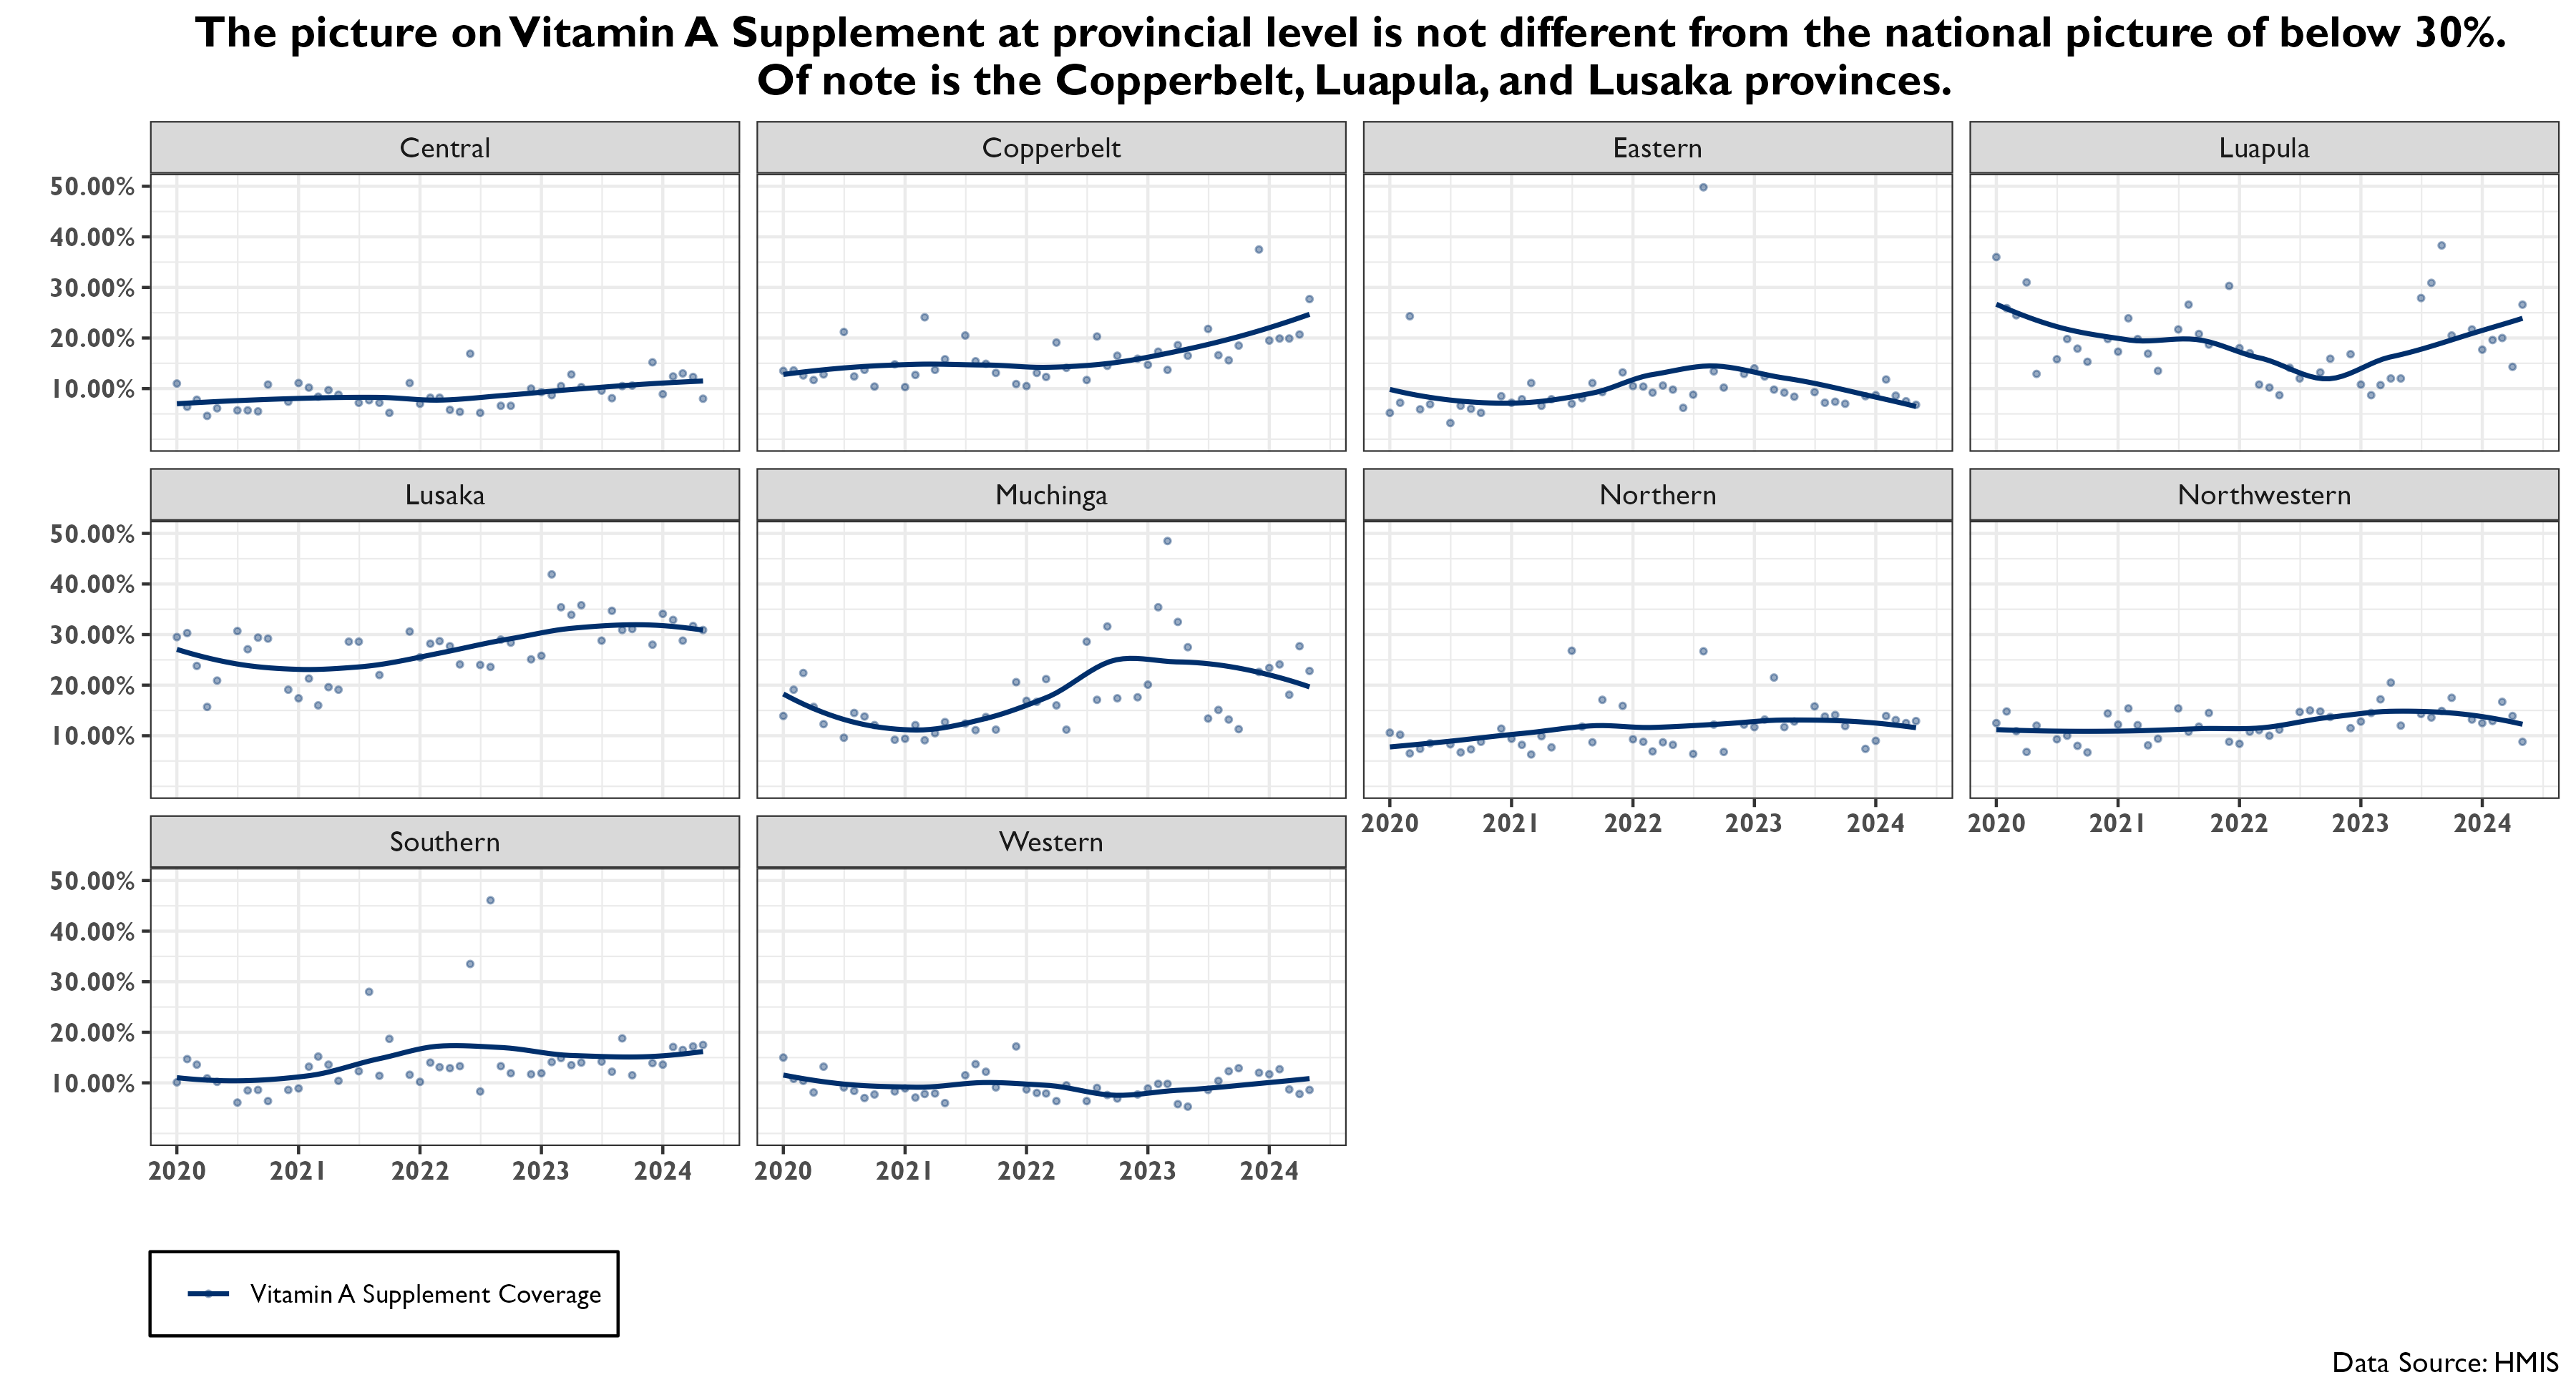 The picture on Vitamin A Supplement at provincial level is not different from the national picture of below 30%.
Of note is the Copperbelt, Luapula, and Lusaka provinces.
Central
Copperbelt
Eastern
Luapula
50.00%
40.00%
30.00%
20.00%
10.00%
Lusaka
Muchinga
Northern
Northwestern
50.00%
40.00%
30.00%
20.00%
10.00%
2020 2021 2022 2023 2024
2020 2021 2022 2023 2024
Southern
Western
50.00%
40.00%
30.00%
20.00%
10.00%
2020 2021 2022 2023 2024
2020 2021 2022 2023 2024
Vitamin A Supplement Coverage
Data Source: HMIS